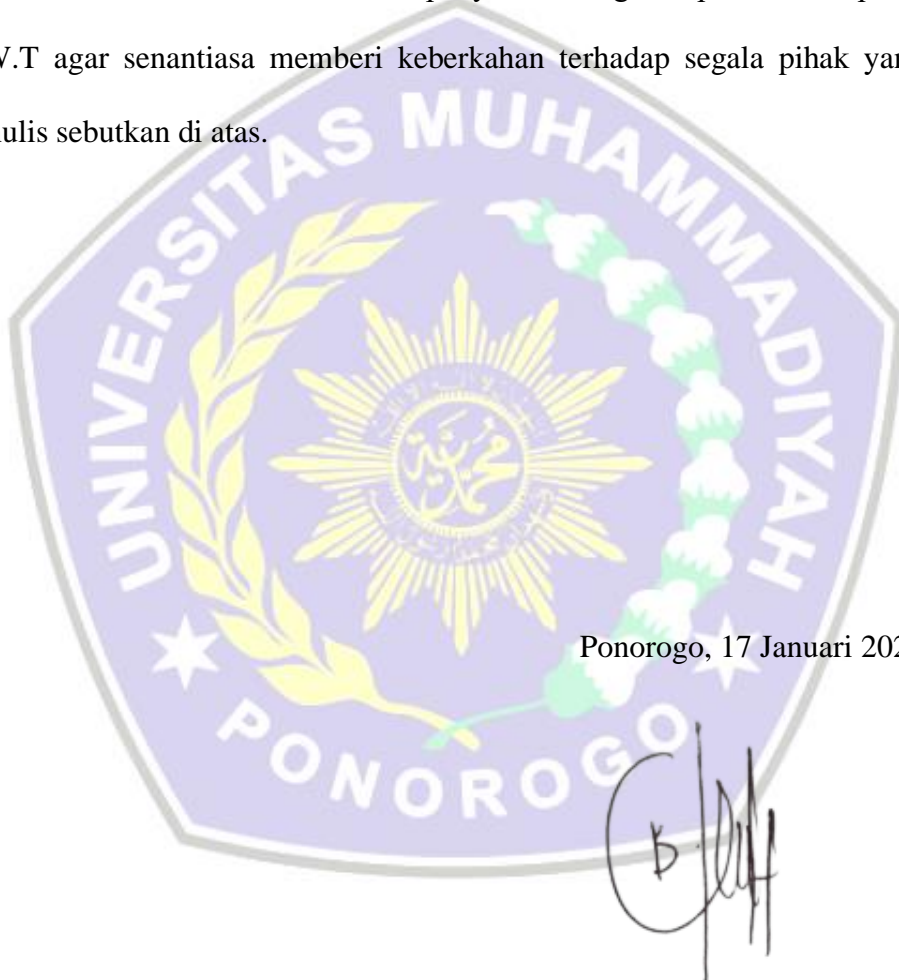 V.T agar senantiasa memberi keberkahan terhadap segala pihak yan
ulis sebutkan di atas.
UNIVERSITAS MUHAMMADIYAH
محمدية
PONOROGO
Ponorogo, 17 Januari 202